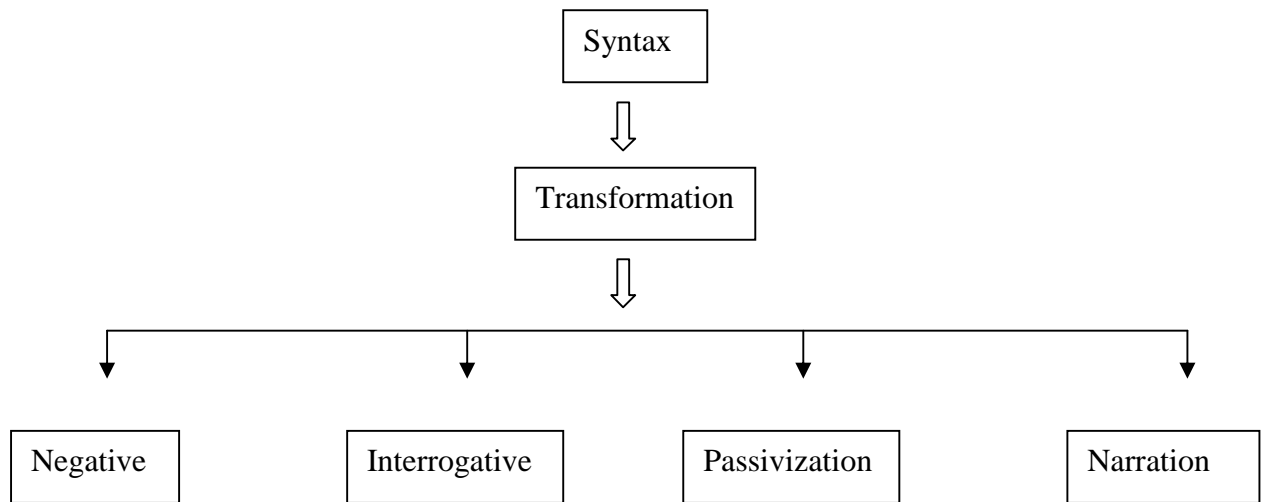 Syntax
Transformation
Negative
Interrogative
Passivization
Narration